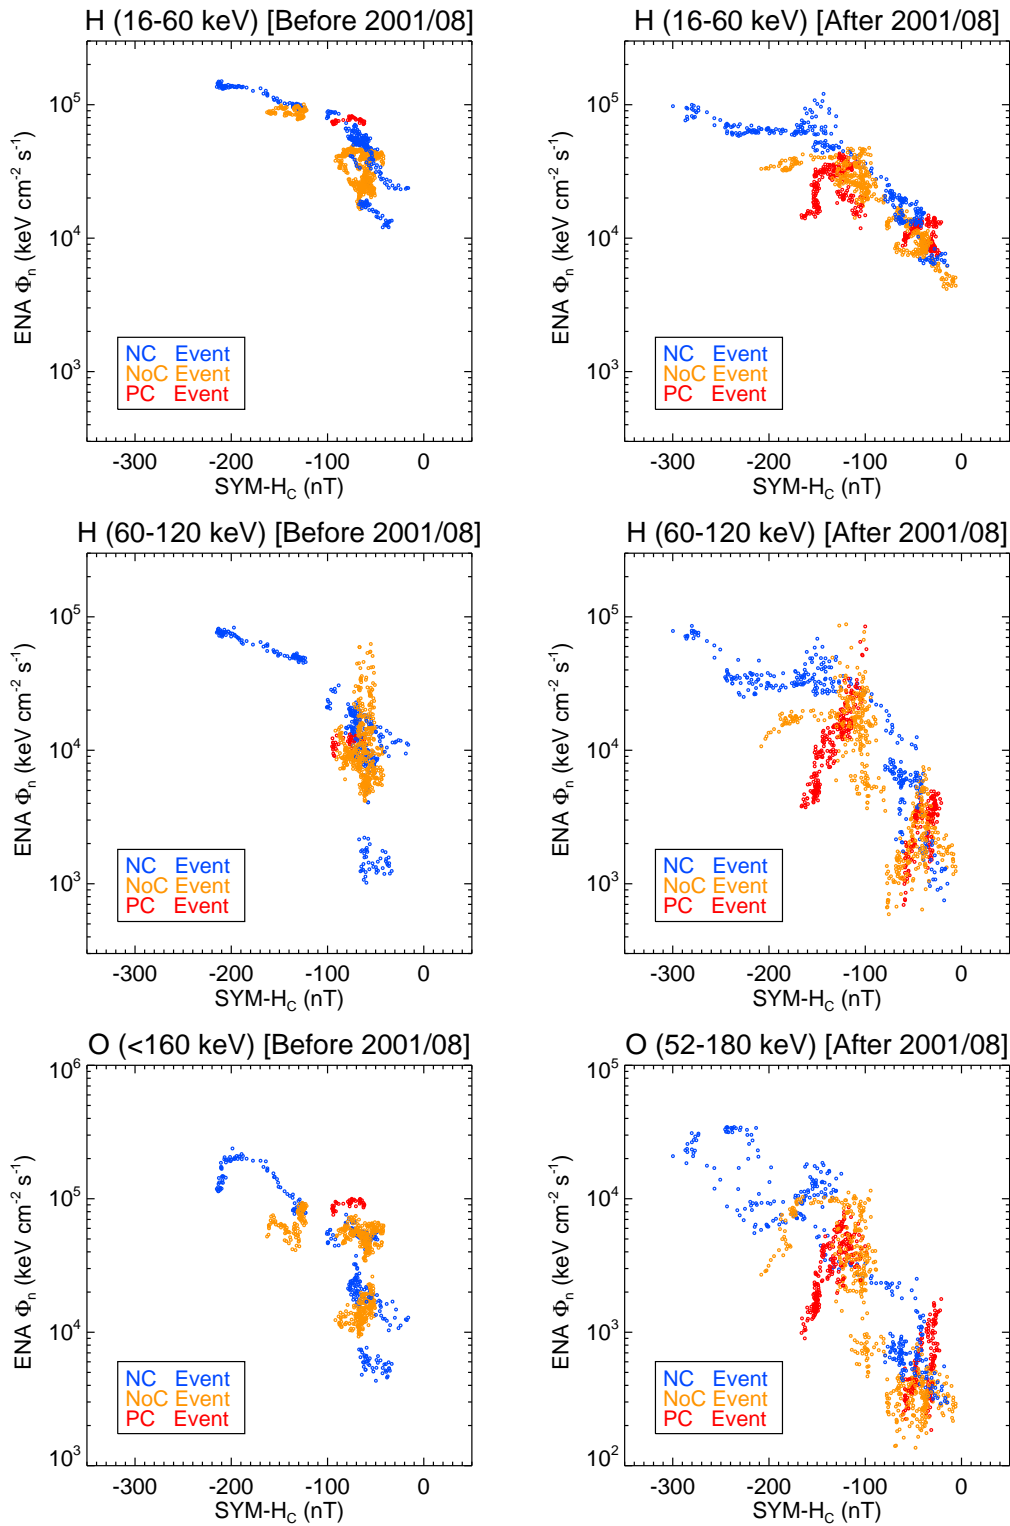 H (16-60 keV) [Before 2001/08]
ENA Φn (keV cm-2 s-1)
10^5
10^4
10^3
NC Event
NoC Event
PC Event
-300 -200 -100 0
SYM-HC (nT)
H (16-60 keV) [After 2001/08]
ENA Φn (keV cm-2 s-1)
10^5
10^4
10^3
NC Event
NoC Event
PC Event
-300 -200 -100 0
SYM-HC (nT)
H (60-120 keV) [Before 2001/08]
ENA Φn (keV cm-2 s-1)
10^5
10^4
10^3
NC Event
NoC Event
PC Event
-300 -200 -100 0
SYM-HC (nT)
H (60-120 keV) [After 2001/08]
ENA Φn (keV cm-2 s-1)
10^5
10^4
10^3
NC Event
NoC Event
PC Event
-300 -200 -100 0
SYM-HC (nT)
O (<160 keV) [Before 2001/08]
ENA Φn (keV cm-2 s-1)
10^6
10^5
10^4
10^3
NC Event
NoC Event
PC Event
-300 -200 -100 0
SYM-HC (nT)
O (52-180 keV) [After 2001/08]
ENA Φn (keV cm-2 s-1)
10^5
10^4
10^3
10^2
NC Event
NoC Event
PC Event
-300 -200 -100 0
SYM-HC (nT)